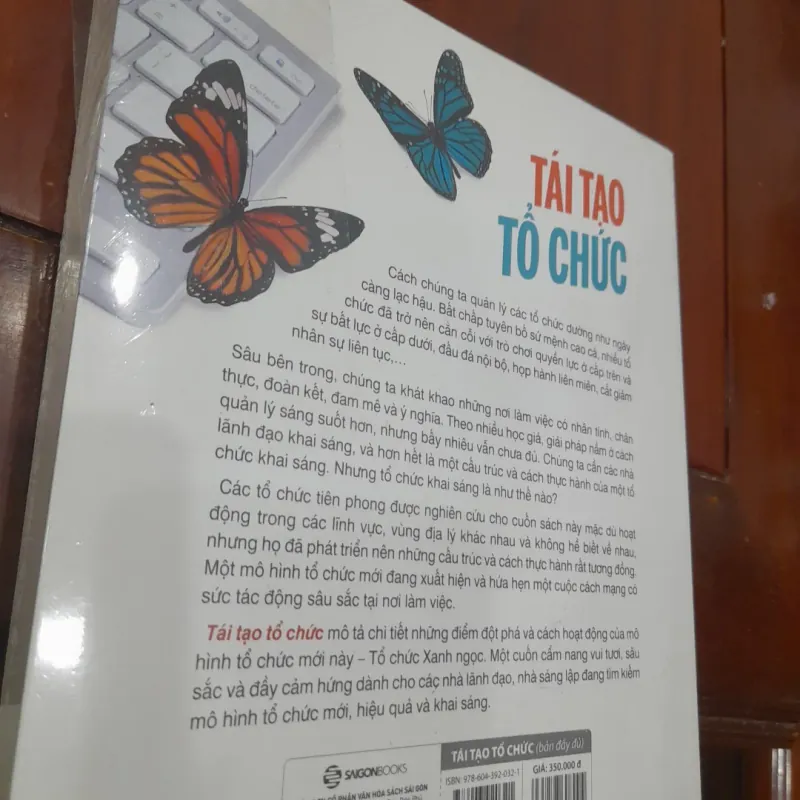 TÁI TẠO
TỔ CHỨC
Cách chúng ta quản lý các tổ chức dường như ngày
càng lạc hậu. Bất chấp tuyên bố sứ mệnh cao cả, nhiều tổ
chức đã trở nên cằn cỗi với trò chơi quyền lực ở cấp trên và
sự bất lực ở cấp dưới, đấu đá nội bộ, họp hành liên miên, cắt giảm
nhân sự liên tục,...
Sâu bên trong, chúng ta khát khao những nơi làm việc có nhân tính, chân
thực, đoàn kết, đam mê và ý nghĩa. Theo nhiều học giả, giải pháp nằm ở cách
quản lý sáng suốt hơn, nhưng bấy nhiêu vẫn chưa đủ. Chúng ta cần các nhà
lãnh đạo khai sáng, và hơn hết là một cấu trúc và cách thực hành của một tổ
chức khai sáng. Nhưng tổ chức khai sáng là như thế nào?
Các tổ chức tiên phong được nghiên cứu cho cuốn sách này mặc dù hoạt
động trong các lĩnh vực, vùng địa lý khác nhau và không hề biết về nhau,
nhưng họ đã phát triển nên những cấu trúc và cách thực hành rất tương đồng.
Một mô hình tổ chức mới đang xuất hiện và hứa hẹn một cuộc cách mạng có
sức tác động sâu sắc tại nơi làm việc.
Tái tạo tổ chức mô tả chi tiết những điểm đột phá và cách hoạt động của mô
hình tổ chức mới này – Tổ chức Xanh ngọc. Một cuốn cẩm nang vui tươi, sâu
sắc và đầy cảm hứng dành cho các nhà lãnh đạo, nhà sáng lập đang tìm kiếm
mô hình tổ chức mới, hiệu quả và khai sáng.
SAIGONBOOKS
CỔ PHẦN VĂN HÓA SÁCH SÀI GÒN
TÁI TẠO TỔ CHỨC (bản đầy đủ)
ISBN: 978-604-392-032-1
GIÁ: 350.000 đ